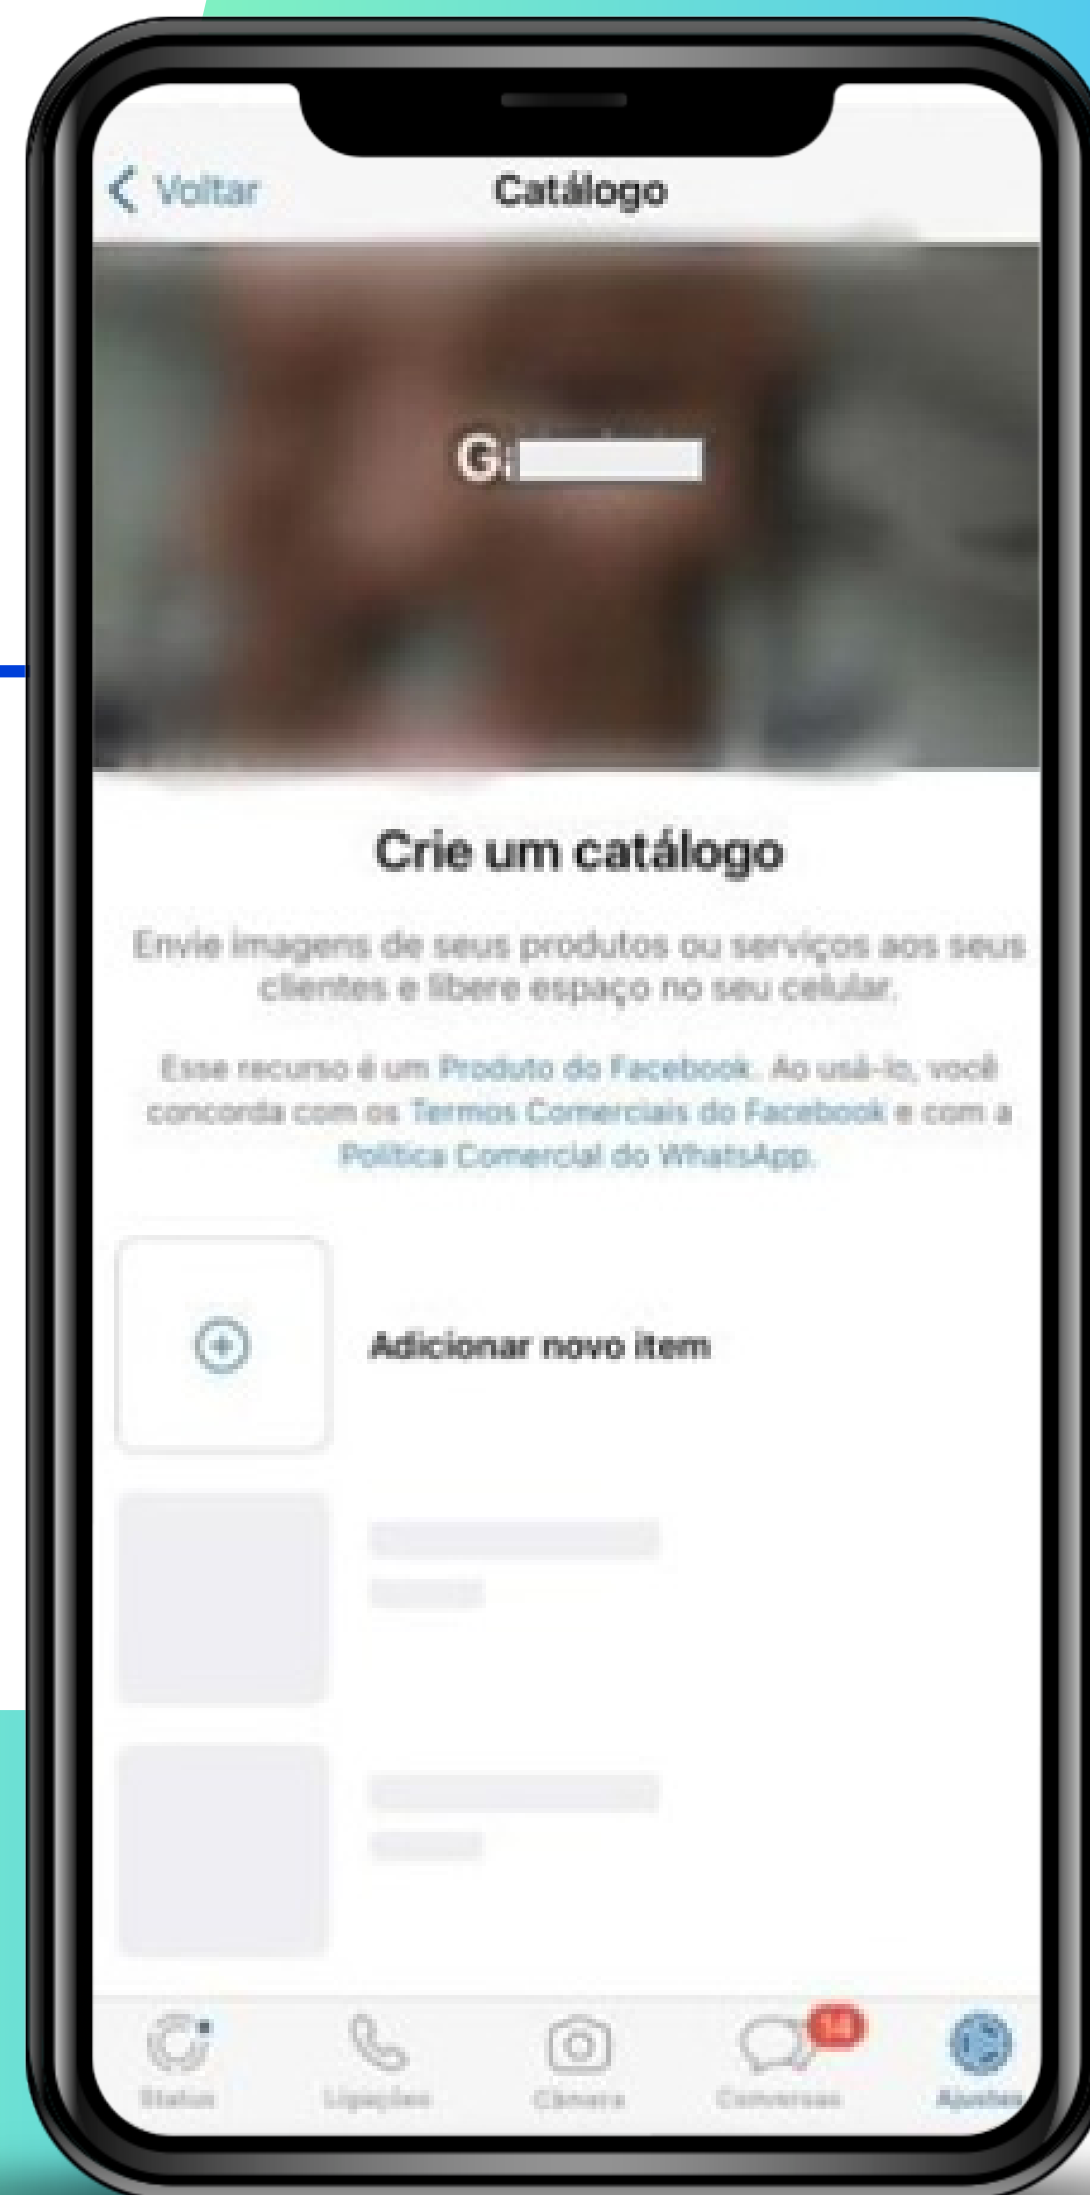 Voltar
Catálogo
Crie um catálogo
Envie imagens de seus produtos ou serviços aos seus
clientes e libere espaço no seu celular.
Esse recurso é um Produto do Facebook. Ao usá-lo, você
concorda com os Termos Comerciais do Facebook e com a
Política Comercial do WhatsApp.
Adicionar novo item
Status
Ligações
Câmara
Conversas
Ajustes